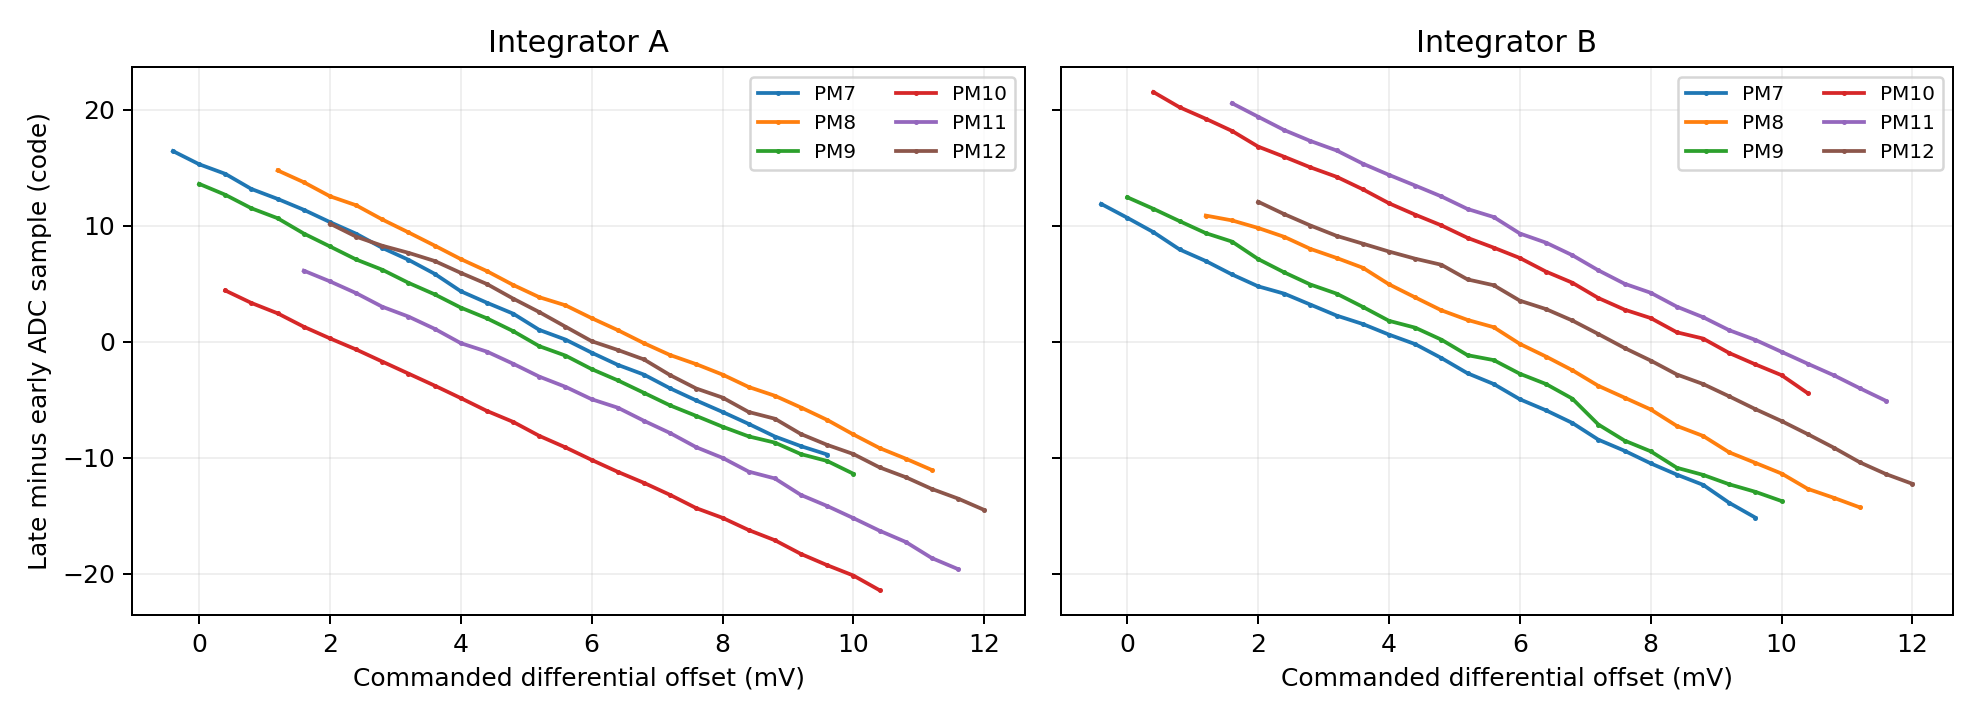 Integrator A
Integrator B
Late minus early ADC sample (code)
20
10
0
−10
−20
PM7
PM8
PM9
PM10
PM11
PM12
PM7
PM8
PM9
PM10
PM11
PM12
0 2 4 6 8 10 12
0 2 4 6 8 10 12
Commanded differential offset (mV)
Commanded differential offset (mV)